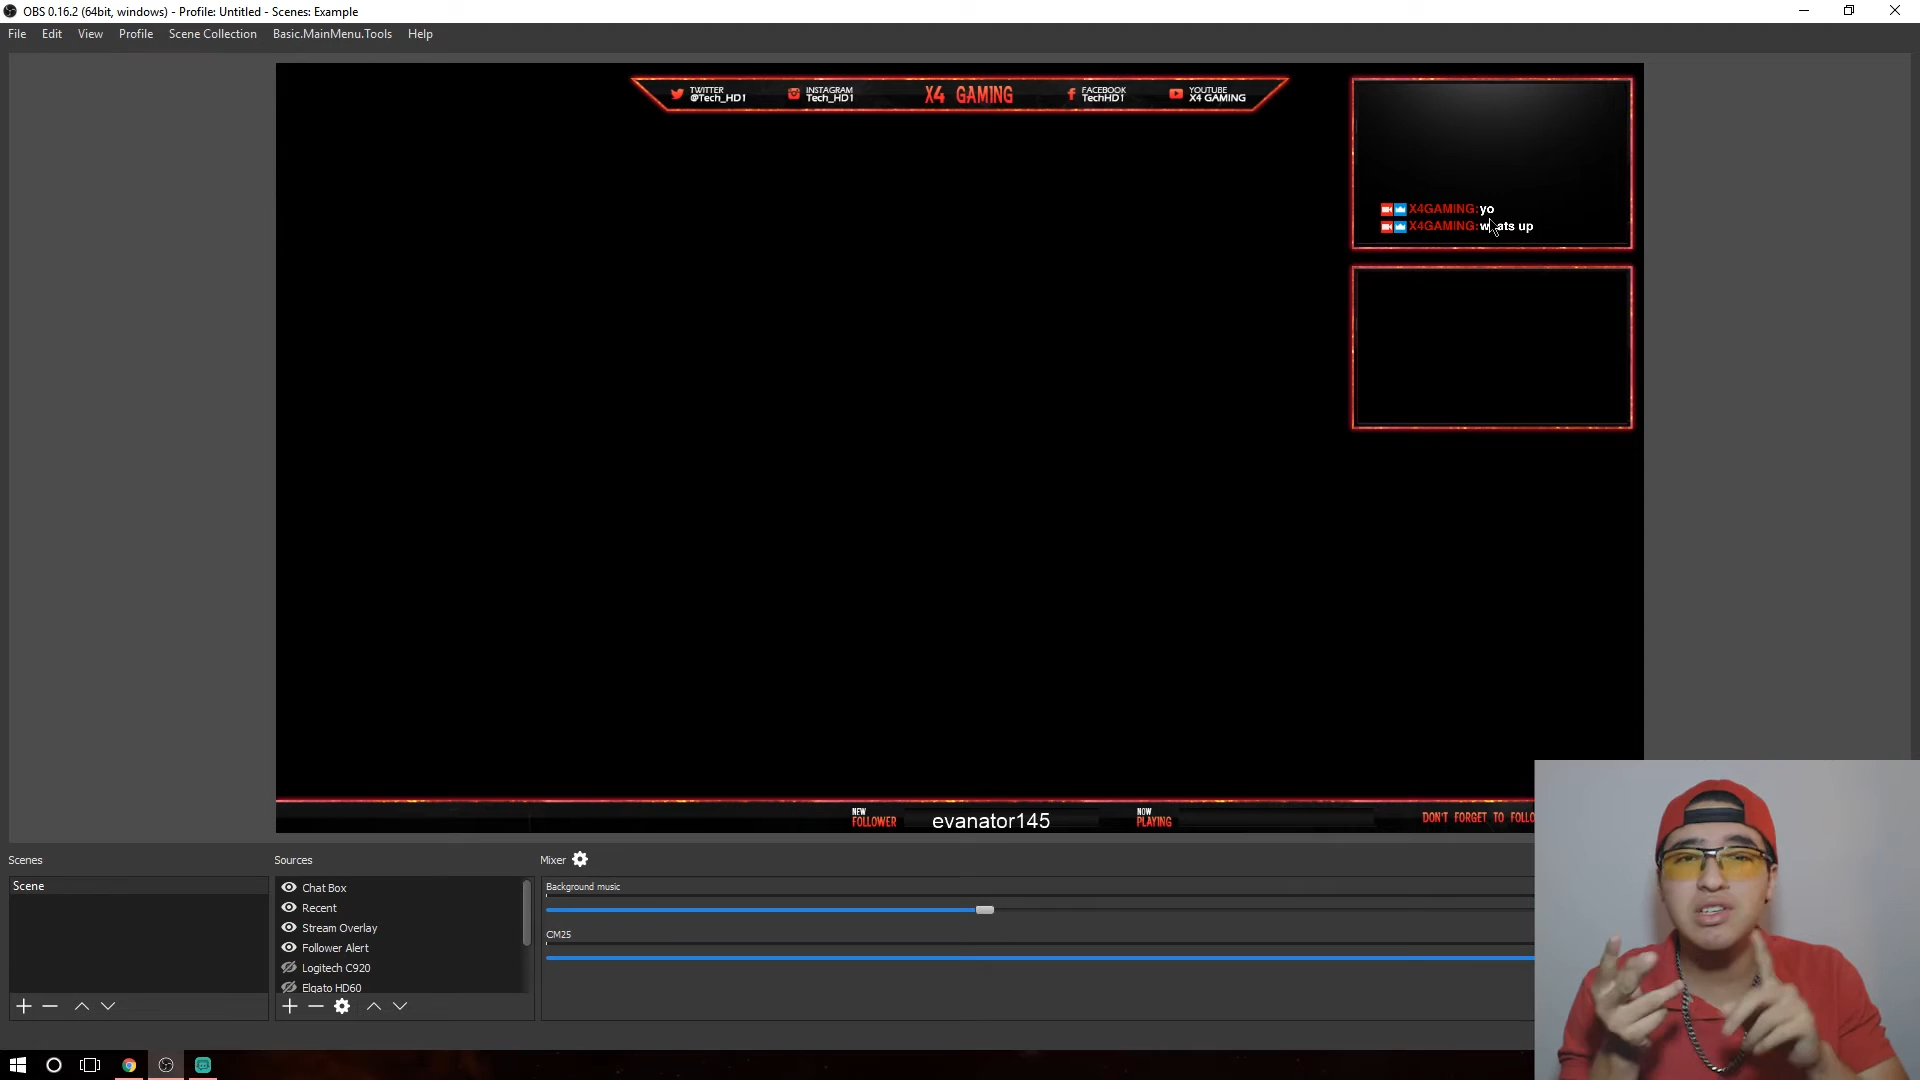 OBS 0.16.2 (64bit, windows) - Profile: Untitled - Scenes: Example
File Edit View Profile Scene Collection Basic.MainMenu.Tools Help
TWITTER
@Tech_HD1
INSTAGRAM
Tech_HD1
X4 GAMING
FACEBOOK
TechHD1
YOUTUBE
X4 GAMING
X4GAMING: yo
X4GAMING: whats up
NEW
FOLLOWER
evanator145
NOW
PLAYING
DON'T FORGET TO FOLLO
Scenes
Scene
Sources
Chat Box
Recent
Stream Overlay
Follower Alert
Logitech C920
Elgato HD60
Mixer
Background music
CM25